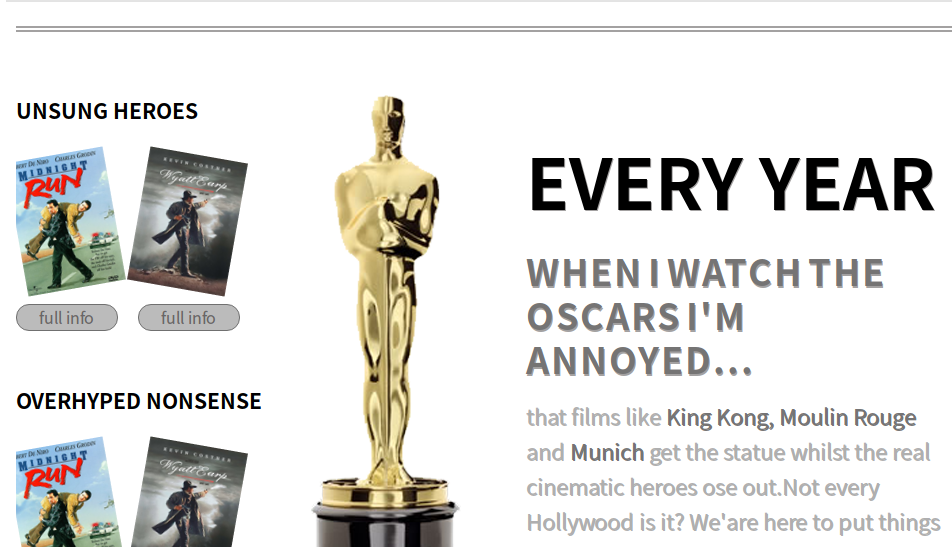 UNSUNG HEROES
BERT DE NIRO CHARLES GRODIN
MIDNIGHT
RUN
KEVIN COSTNER
Wyatt Earp
full info
full info
OVERHYPED NONSENSE
BERT DE NIRO CHARLES GRODIN
MIDNIGHT
RUN
KEVIN COSTNER
Wyatt Earp
EVERY YEAR
WHEN I WATCH THE
OSCARS I'M
ANNOYED...
that films like King Kong, Moulin Rouge
and Munich get the statue whilst the real
cinematic heroes ose out.Not every
Hollywood is it? We'are here to put things